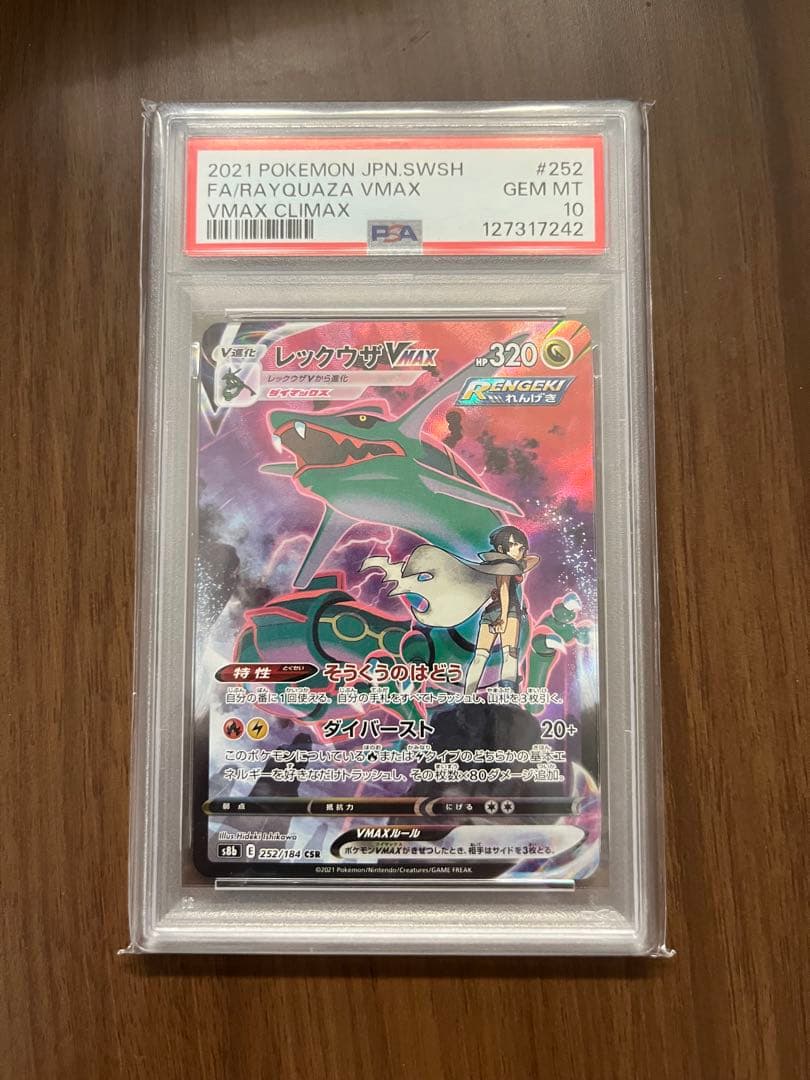 2021 POKEMON JPN.SWSH #252
FA/RAYQUAZA VMAX GEM MT
VMAX CLIMAX 10
PSA 127317242
V進化 レックウザVMAX HP320
レックウザVから進化
ダイマックス
RENGEKI
れんげき
特性 とくせい そうくうのはどう
自分の番に1回使える。自分の手札をすべてトラッシュし、山札を3枚引く。
ダイバースト 20+
このポケモンについている または タイプのどちらかの基本エ
ネルギーを好きなだけトラッシュし、その枚数×80ダメージ追加。
弱点 抵抗力 にげる
Illus. Hideki Ishikawa
VMAXルール
s8b E 252/184 CSR
ポケモンVMAXがきぜつしたとき、相手はサイドを3枚とる。
©2021 Pokémon/Nintendo/Creatures/GAME FREAK